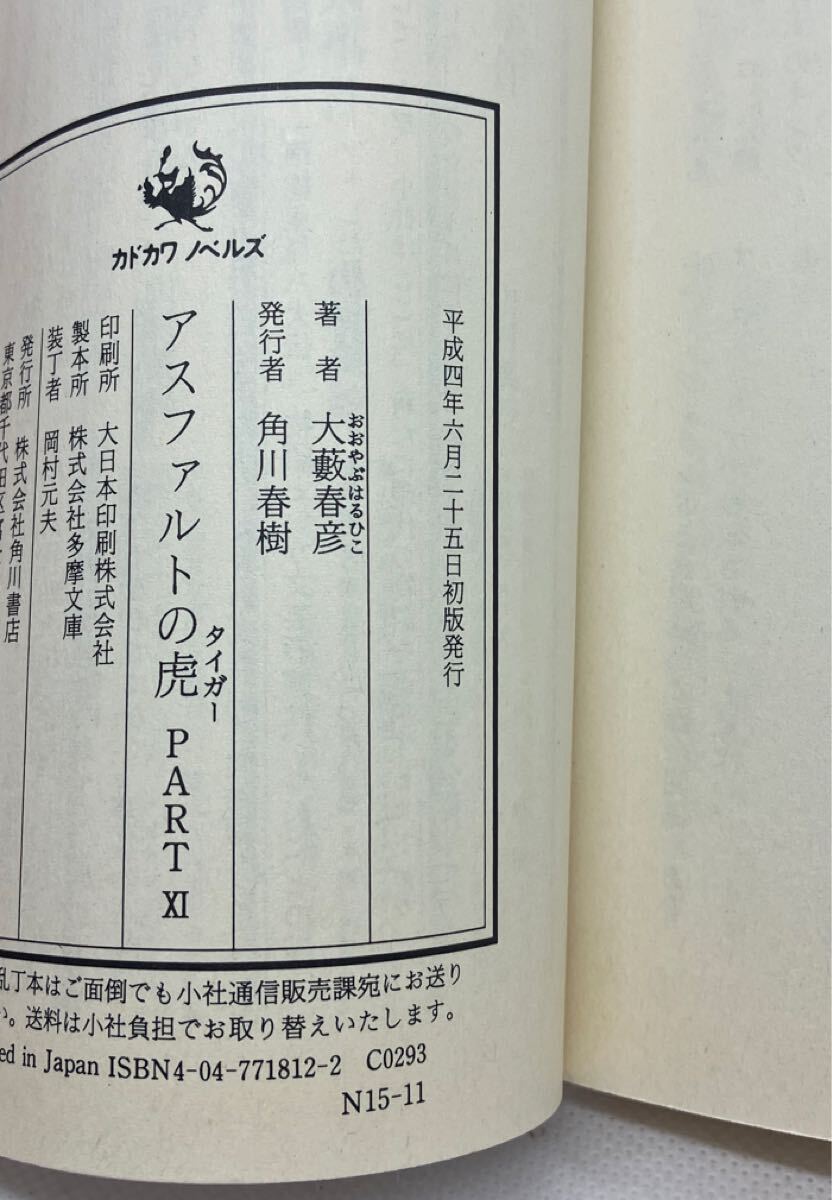 カドカワ ノベルズ
平成四年六月二十五日初版発行
著者 大藪春彦
おおやぶはるひこ
発行者 角川春樹
アスファルトの虎 PART XI
タイガー
印刷所 大日本印刷株式会社
製本所 株式会社多摩文庫
装丁者 岡村元夫
発行所 株式会社角川書店
東京都千代田区富
乱丁本はご面倒でも小社通信販売課宛にお送り
い。送料は小社負担でお取り替えいたします。
ed in Japan ISBN4-04-771812-2 C0293
N15-11